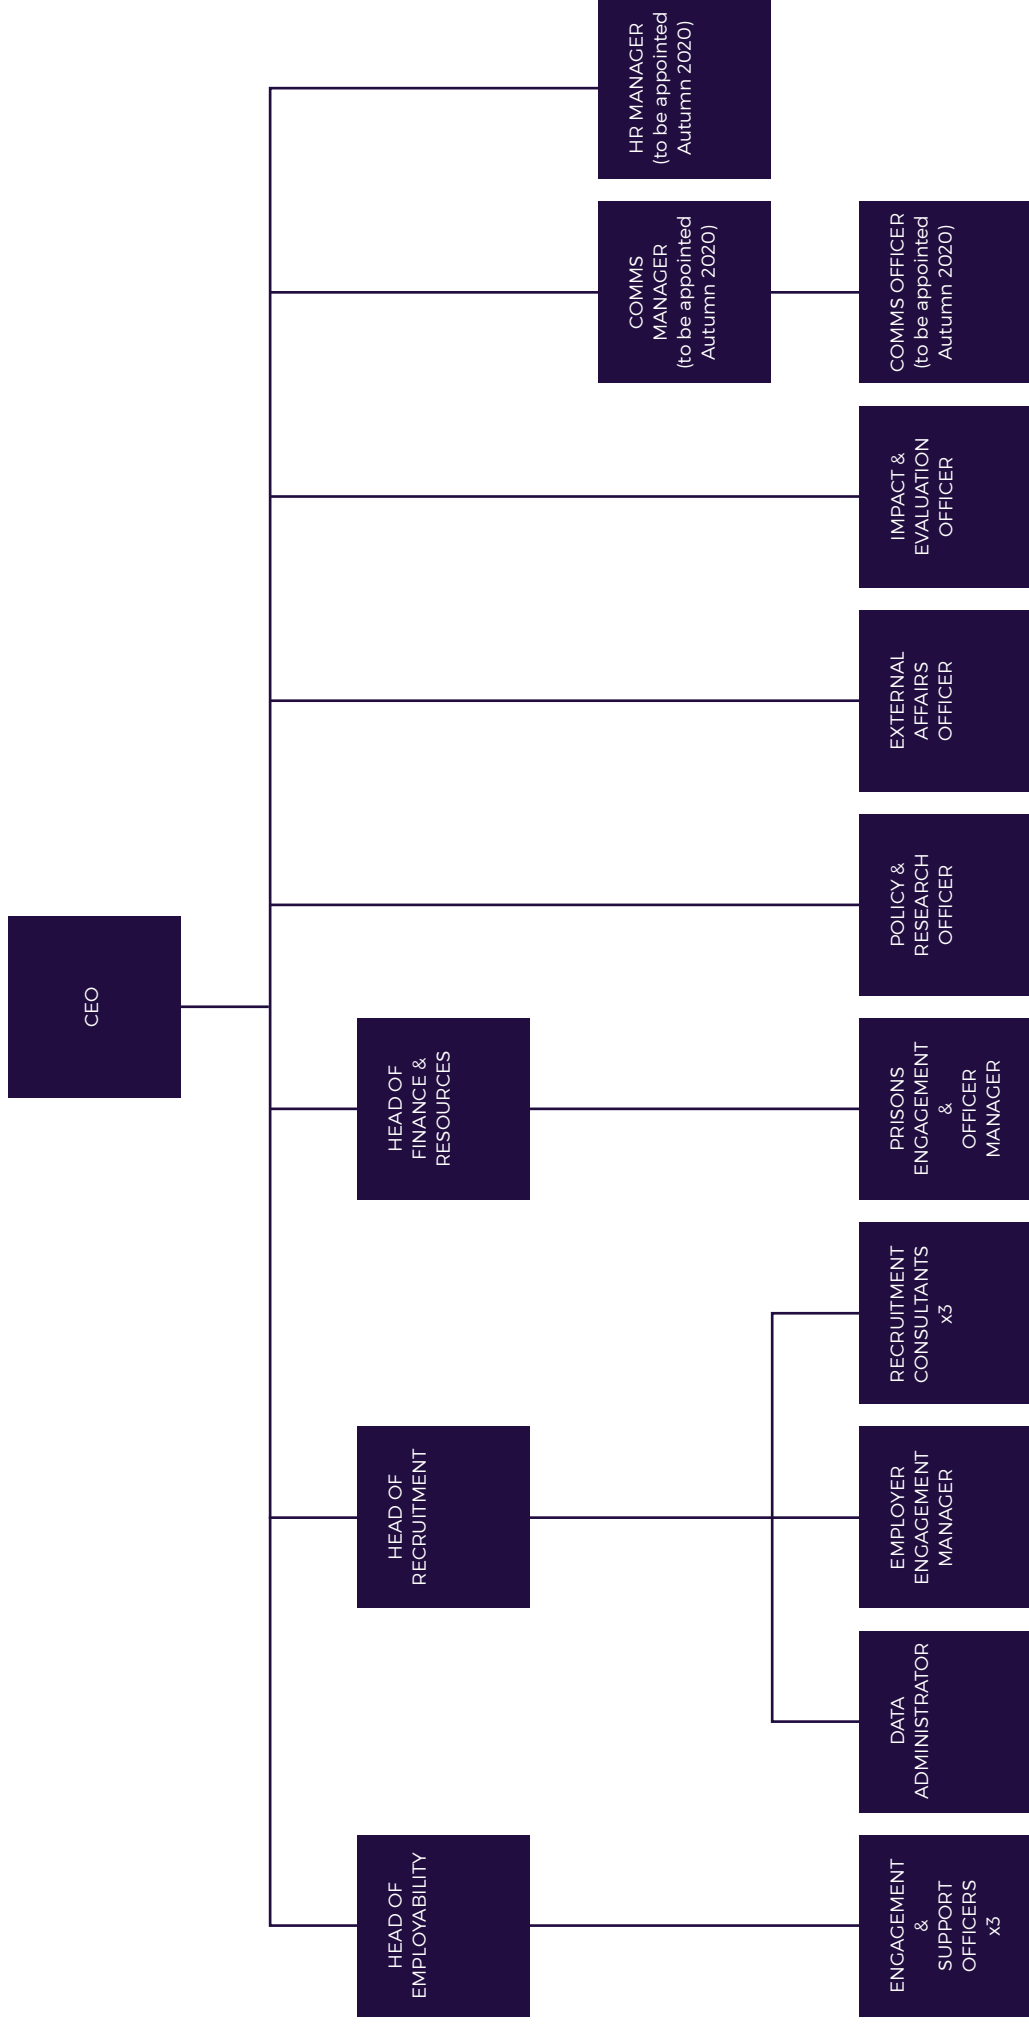 CEO
HEAD OF
EMPLOYABILITY
HEAD OF
RECRUITMENT
HEAD OF
FINANCE &
RESOURCES
COMMS
MANAGER
(to be appointed
Autumn 2020)
HR MANAGER
(to be appointed
Autumn 2020)
ENGAGEMENT
&
SUPPORT
OFFICERS
x3
DATA
ADMINISTRATOR
EMPLOYER
ENGAGEMENT
MANAGER
RECRUITMENT
CONSULTANTS
x3
PRISONS
ENGAGEMENT
&
OFFICER
MANAGER
POLICY &
RESEARCH
OFFICER
EXTERNAL
AFFAIRS
OFFICER
IMPACT &
EVALUATION
OFFICER
COMMS OFFICER
(to be appointed
Autumn 2020)